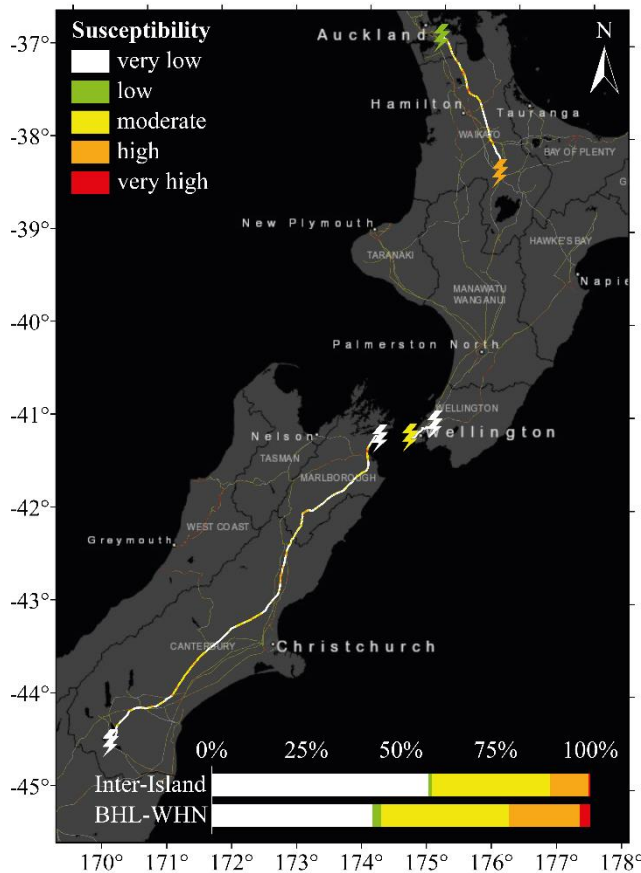 Susceptibility
very low
low
moderate
high
very high
N
-37°
-38°
-39°
-40°
-41°
-42°
-43°
-44°
-45°
Auckland
Hamilton
Tauranga
WAIKATO
BAY OF PLENTY
G
New Plymouth
TARANAKI
HAWKE'S BAY
Napie
MANAWATU
WANGANUI
Palmerston North
WELLINGTON
Wellington
Nelson
TASMAN
MARLBOROUGH
WEST COAST
Greymouth
CANTERBURY
Christchurch
0% 25% 50% 75% 100%
Inter-Island
BHL-WHN
170° 171° 172° 173° 174° 175° 176° 177° 178°